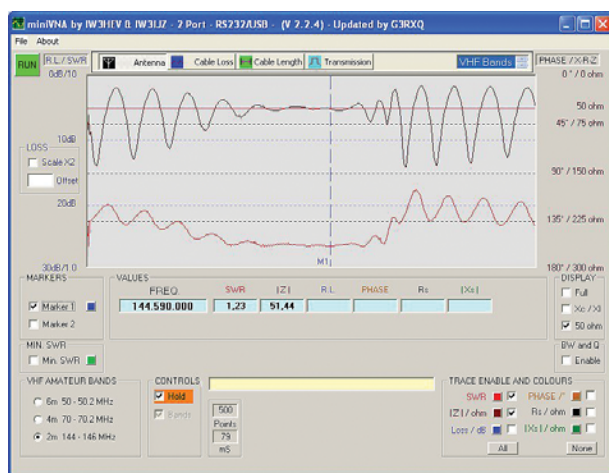 miniVNA by IW3HEV & IW3IJZ - 2 Port - RS232/USB - (V 2.2.4) - Updated by G3RXQ
File About
RUN
R.L./SWR
Antenna Cable Loss Cable Length Transmission
VHF Bands
PHASE / X-R-Z
0dB/10
0° / 0 ohm
50 ohm
45° / 75 ohm
10dB
LOSS
Scale X2
Offset
90° / 150 ohm
20dB
135° / 225 ohm
30dB/1.0
M1
180° / 300 ohm
MARKERS
Marker 1
Marker 2
VALUES
FREQ. SWR |Z| R.L. PHASE Rs |Xs|
144.590.000 1,23 51,44
DISPLAY
Full
Xc / Xl
50 ohm
MIN. SWR
Min. SWR
BW and Q
Enable
VHF AMATEUR BANDS
6m 50 - 50.2 MHz
4m 70 - 70.2 MHz
2m 144 - 146 MHz
CONTROLS
Hold
Bands
500
Points
79
mS
TRACE ENABLE AND COLOURS
SWR PHASE /°
|Z| / ohm Rs / ohm
Loss / dB |Xs| / ohm
All None